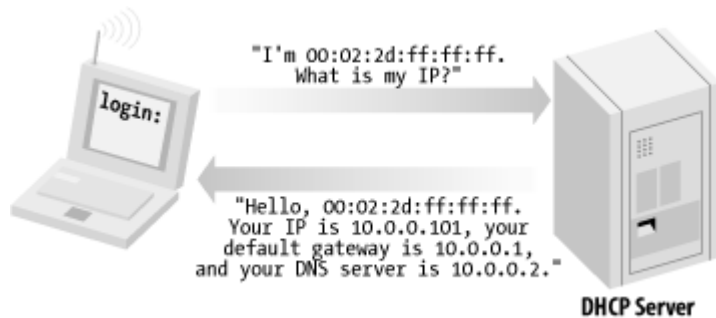 "I'm 00:02:2d:ff:ff:ff.
What is my IP?"
login:
"Hello, 00:02:2d:ff:ff:ff.
Your IP is 10.0.0.101, your
default gateway is 10.0.0.1,
and your DNS server is 10.0.0.2."
DHCP Server